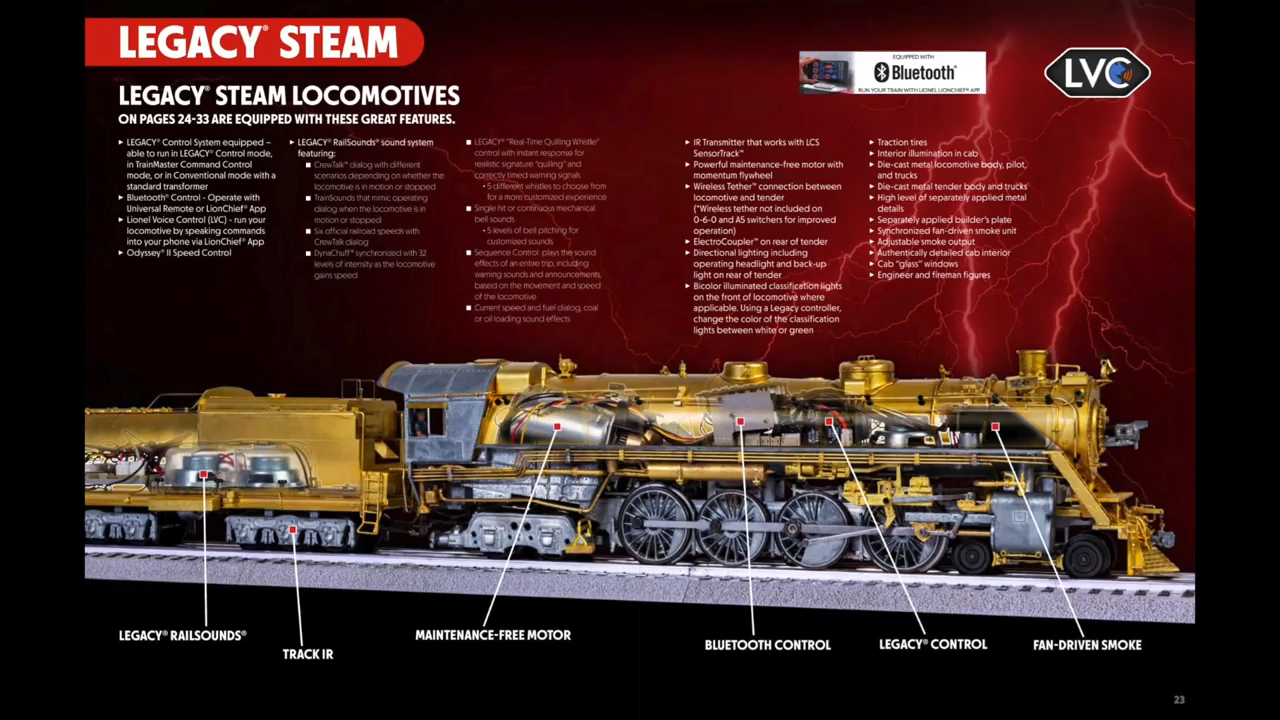 LEGACY® STEAM
EQUIPPED WITH
Bluetooth®
RUN YOUR TRAIN WITH LIONEL LIONCHIEF® APP
LVC
LEGACY® STEAM LOCOMOTIVES
ON PAGES 24-33 ARE EQUIPPED WITH THESE GREAT FEATURES.
▶ LEGACY® Control System equipped –
able to run in LEGACY® Control mode,
in TrainMaster Command Control
mode, or in Conventional mode with a
standard transformer
▶ Bluetooth® Control - Operate with
Universal Remote or LionChief® App
▶ Lionel Voice Control (LVC) - run your
locomotive by speaking commands
into your phone via LionChief® App
▶ Odyssey® II Speed Control
▶ LEGACY® RailSounds® sound system
featuring:
■ CrewTalk™ dialog with different
scenarios depending on whether the
locomotive is in motion or stopped
■ TrainSounds that mimic operating
dialog when the locomotive is in
motion or stopped
■ Six official railroad speeds with
CrewTalk dialog
■ DynaChuff™ synchronized with 32
levels of intensity as the locomotive
gains speed
■ LEGACY® "Real-Time Quilling Whistle"
control with instant response for
realistic signature "quilling" and
correctly timed warning signals
• 5 different whistles to choose from
for a more customized experience
■ Single hit or continuous mechanical
bell sounds
• 5 levels of bell pitching for
customized sounds
■ Sequence Control: plays the sound
effects of an entire trip, including
warning sounds and announcements,
based on the movement and speed
of the locomotive
■ Current speed and fuel dialog, coal
or oil loading sound effects
▶ IR Transmitter that works with LCS
SensorTrack™
▶ Powerful maintenance-free motor with
momentum flywheel
▶ Wireless Tether™ connection between
locomotive and tender
(*Wireless tether not included on
0-6-0 and A5 switchers for improved
operation)
▶ ElectroCoupler™ on rear of tender
▶ Directional lighting including
operating headlight and back-up
light on rear of tender
▶ Bicolor illuminated classification lights
on the front of locomotive where
applicable. Using a Legacy controller,
change the color of the classification
lights between white or green
▶ Traction tires
▶ Interior illumination in cab
▶ Die-cast metal locomotive body, pilot,
and trucks
▶ Die-cast metal tender body and trucks
▶ High level of separately applied metal
details
▶ Separately applied builder's plate
▶ Synchronized fan-driven smoke unit
▶ Adjustable smoke output
▶ Authentically detailed cab interior
▶ Cab "glass" windows
▶ Engineer and fireman figures
LEGACY® RAILSOUNDS®
TRACK IR
MAINTENANCE-FREE MOTOR
BLUETOOTH CONTROL
LEGACY® CONTROL
FAN-DRIVEN SMOKE
23